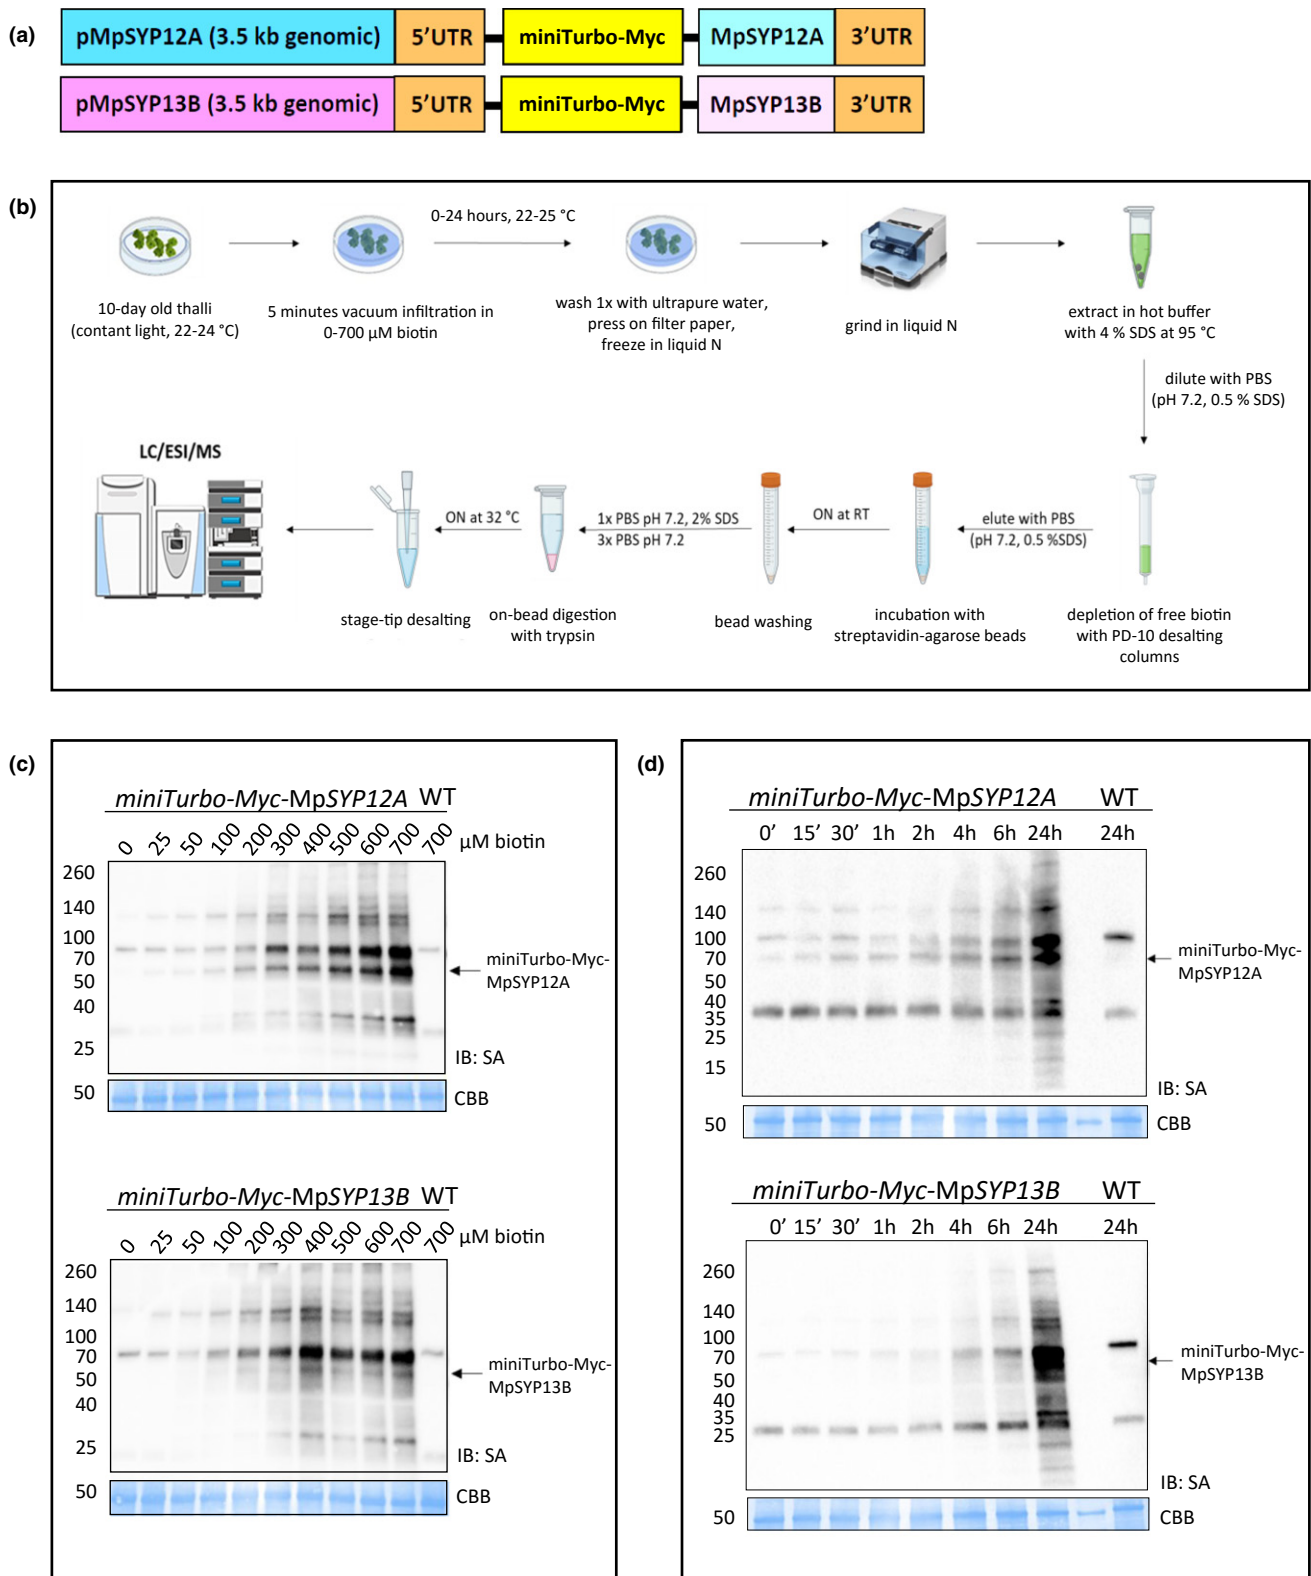 (a)
pMpSYP12A (3.5 kb genomic) 5'UTR miniTurbo-Myc MpSYP12A 3'UTR
pMpSYP13B (3.5 kb genomic) 5'UTR miniTurbo-Myc MpSYP13B 3'UTR
(b)
0-24 hours, 22-25 °C
10-day old thalli
(contant light, 22-24 °C)
5 minutes vacuum infiltration in
0-700 µM biotin
wash 1x with ultrapure water,
press on filter paper,
freeze in liquid N
grind in liquid N
extract in hot buffer
with 4 % SDS at 95 °C
dilute with PBS
(pH 7.2, 0.5 % SDS)
LC/ESI/MS
ON at 32 °C
1x PBS pH 7.2, 2% SDS
3x PBS pH 7.2
ON at RT
elute with PBS
(pH 7.2, 0.5 %SDS)
stage-tip desalting
on-bead digestion
with trypsin
bead washing
incubation with
streptavidin-agarose beads
depletion of free biotin
with PD-10 desalting
columns
(c)
miniTurbo-Myc-MpSYP12A WT
0 25 50 100 200 300 400 500 600 700 700 µM biotin
260
140
100
70
50
40
25
miniTurbo-Myc-
MpSYP12A
IB: SA
50 CBB
miniTurbo-Myc-MpSYP13B WT
0 25 50 100 200 300 400 500 600 700 700 µM biotin
260
140
100
70
50
40
25
miniTurbo-Myc-
MpSYP13B
IB: SA
50 CBB
(d)
miniTurbo-Myc-MpSYP12A WT
0' 15' 30' 1h 2h 4h 6h 24h 24h
260
140
100
70
50
40
35
25
15
miniTurbo-Myc-
MpSYP12A
IB: SA
50 CBB
miniTurbo-Myc-MpSYP13B WT
0' 15' 30' 1h 2h 4h 6h 24h 24h
260
140
100
70
50
40
35
25
miniTurbo-Myc-
MpSYP13B
IB: SA
50 CBB